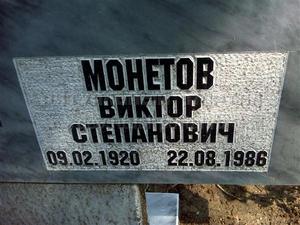 МОНЕТОВ
ВИКТОР
СТЕПАНОВИЧ
09.02.1920 22.08.1986